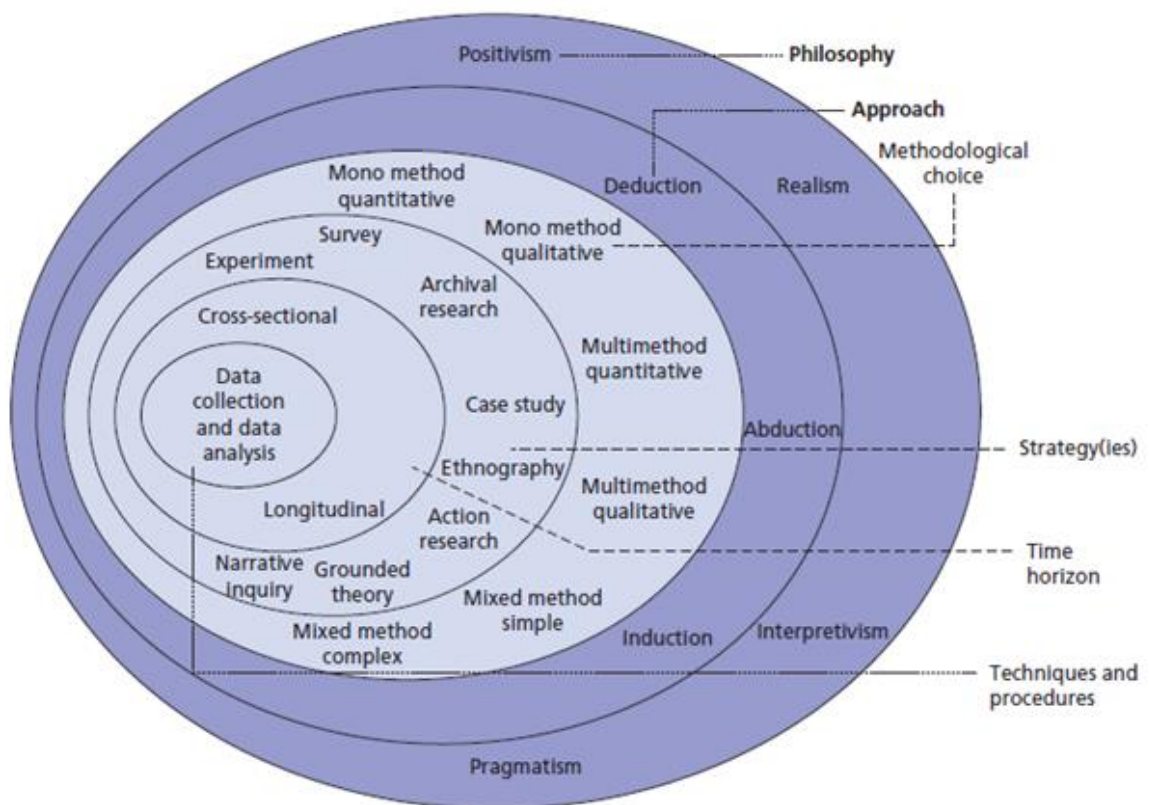 Positivism
Philosophy
Approach
Methodological
choice
Mono method
quantitative
Deduction
Realism
Mono method
qualitative
Survey
Experiment
Archival
research
Cross-sectional
Multimethod
quantitative
Data
collection
and data
analysis
Case study
Abduction
Strategy(ies)
Ethnography
Multimethod
qualitative
Longitudinal
Action
research
Time
horizon
Narrative
inquiry
Grounded
theory
Mixed method
simple
Mixed method
complex
Induction
Interpretivism
Techniques and
procedures
Pragmatism